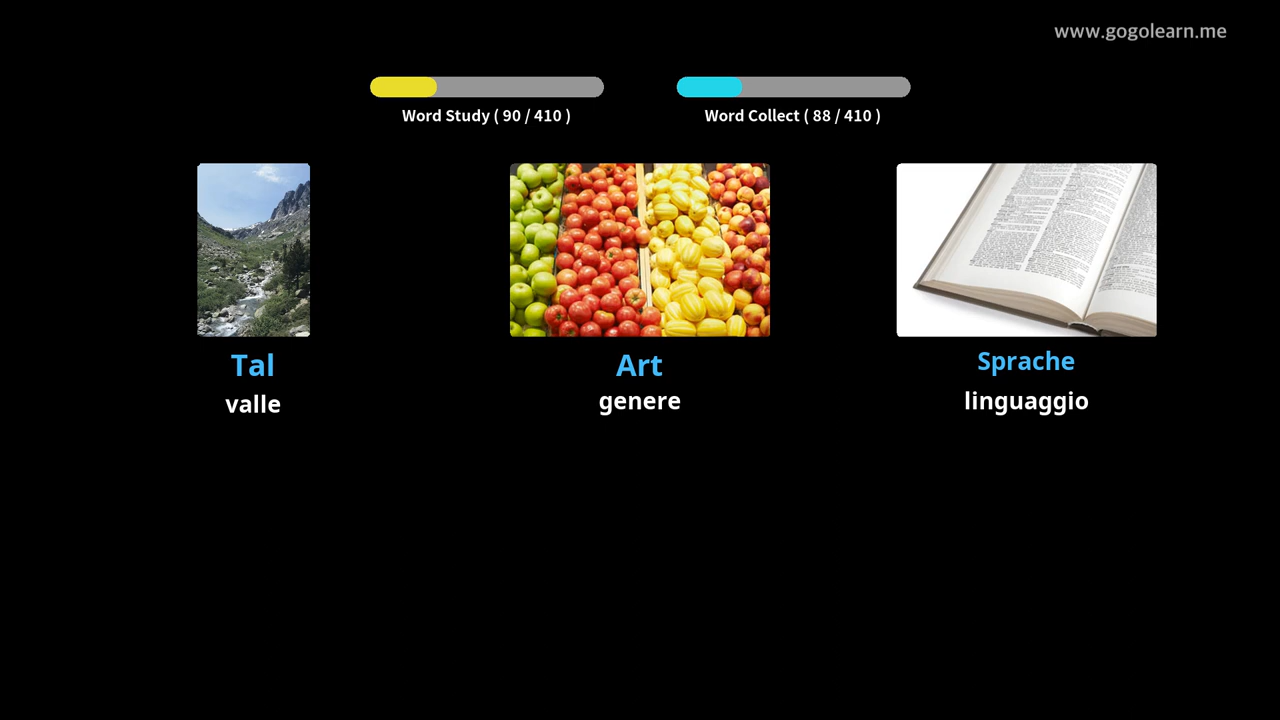 www.gogolearn.me
Word Study ( 90 / 410 )
Word Collect ( 88 / 410 )
Tal
valle
Art
genere
Sprache
linguaggio